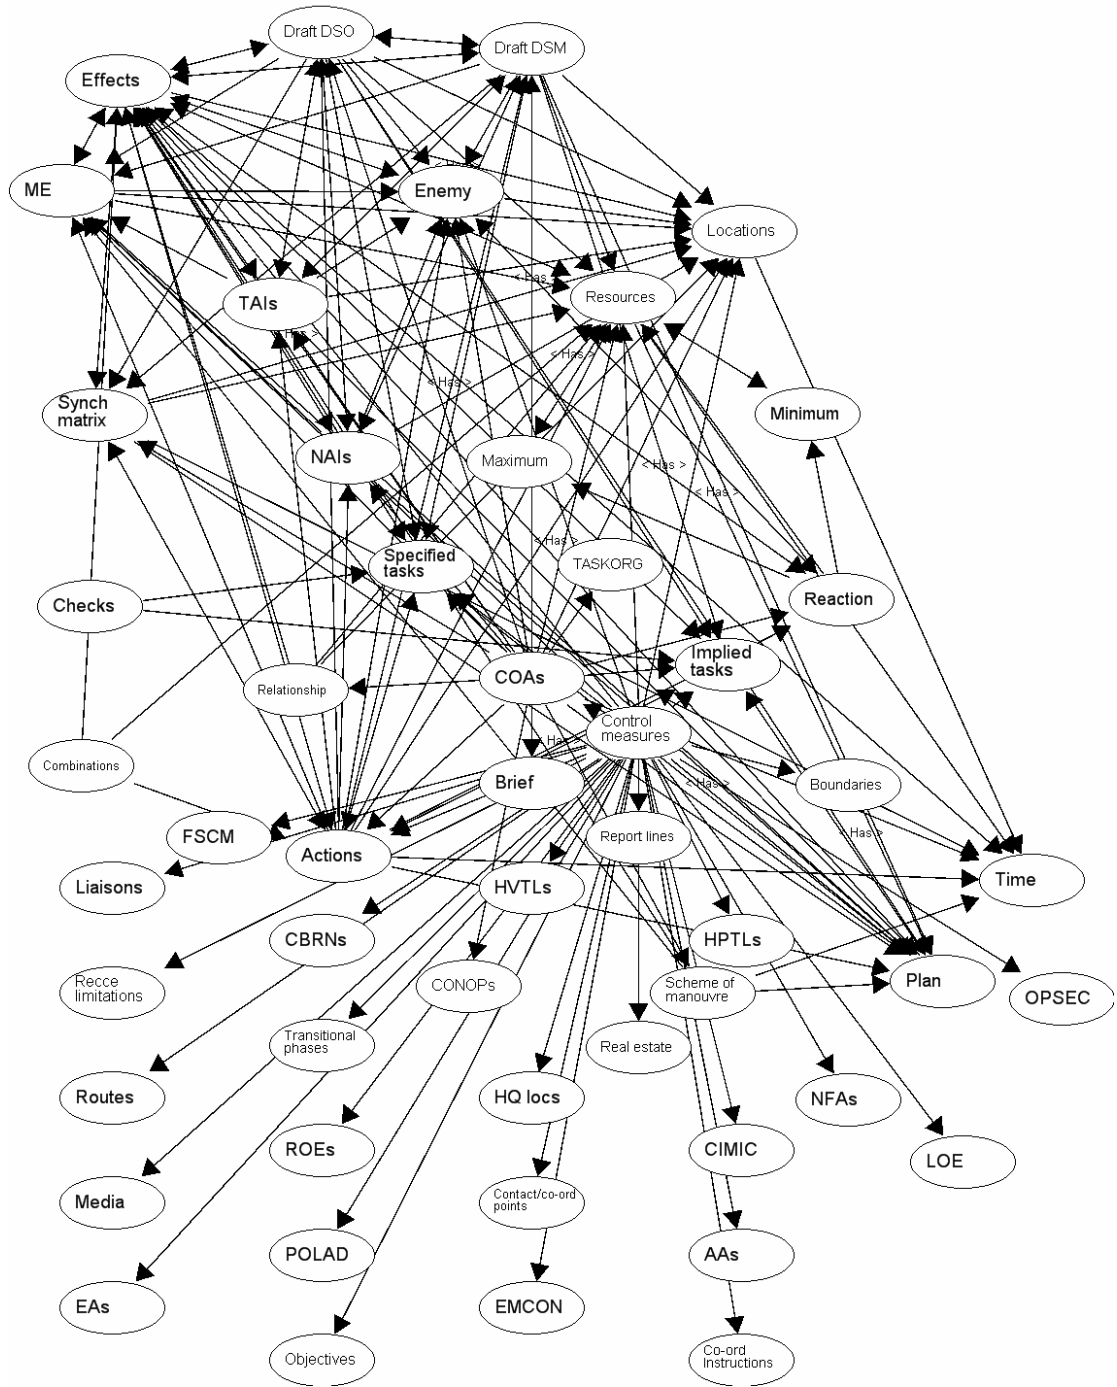 Draft DSO
Draft DSM
Effects
ME
Enemy
Locations
< Has >
TAIs
Resources
Has >
< Has >
< Has >
Synch
matrix
Minimum
NAIs
Maximum
< Has >
< Has >
< Has >
Specified
tasks
TASKORG
Checks
Reaction
Implied
tasks
COAs
Relationship
Control
measures
Has >
Combinations
Brief
< Has >
Boundaries
FSCM
Report lines
< Has >
Actions
Liaisons
HVTLs
Time
CBRNs
HPTLs
Recce
limitations
CONOPs
Scheme of
manouvre
Plan
OPSEC
Transitional
phases
Real estate
Routes
HQ locs
NFAs
ROEs
CIMIC
LOE
Media
Contact/co-ord
points
POLAD
AAs
EAs
EMCON
Objectives
Co-ord
Instructions